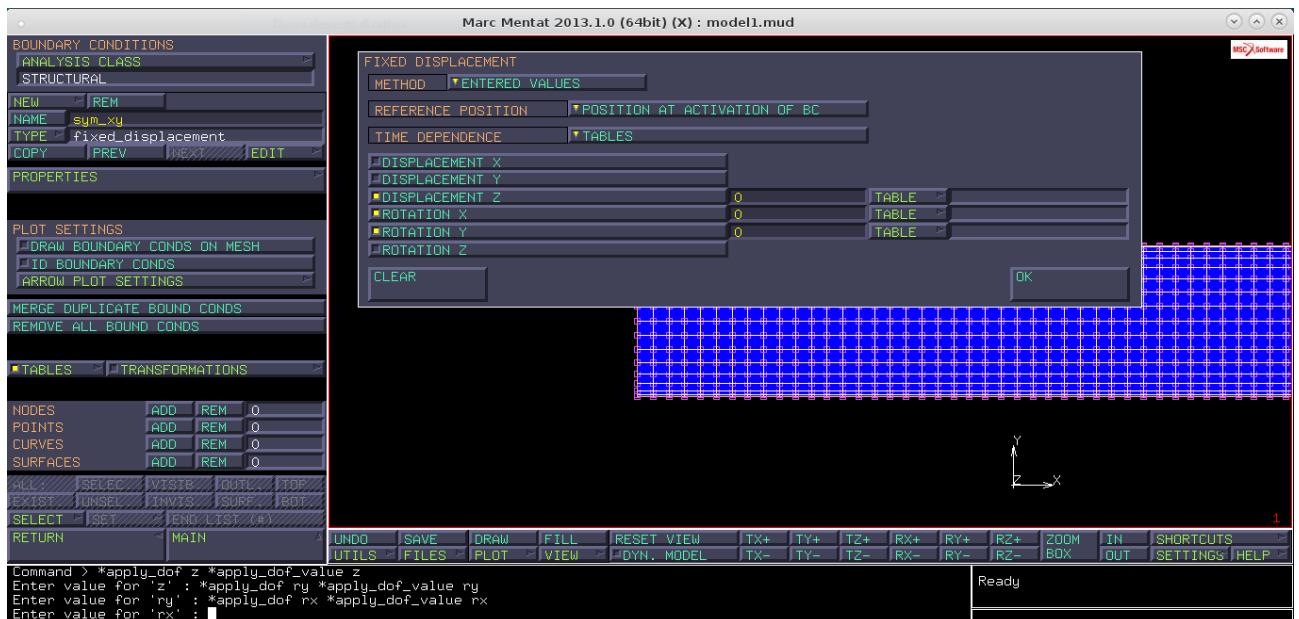 Marc Mentat 2013.1.0 (64bit) (X) : model1.mud
BOUNDARY CONDITIONS
ANALYSIS CLASS
STRUCTURAL
NEW REM
NAME sym_xy
TYPE fixed_displacement
COPY PREV NEXT EDIT
PROPERTIES
PLOT SETTINGS
DRAW BOUNDARY CONDS ON MESH
ID BOUNDARY CONDS
ARROW PLOT SETTINGS
MERGE DUPLICATE BOUND CONDS
REMOVE ALL BOUND CONDS
TABLES TRANSFORMATIONS
NODES ADD REM 0
POINTS ADD REM 0
CURVES ADD REM 0
SURFACES ADD REM 0
ALL: SELEC. VISIB. OUTL. TOP
EXIST. UNSEL. INVIS. SURF. BOT.
SELECT SET END LIST (#)
RETURN MAIN
FIXED DISPLACEMENT
METHOD ENTERED VALUES
REFERENCE POSITION POSITION AT ACTIVATION OF BC
TIME DEPENDENCE TABLES
DISPLACEMENT X
DISPLACEMENT Y
DISPLACEMENT Z 0 TABLE
ROTATION X 0 TABLE
ROTATION Y 0 TABLE
ROTATION Z
CLEAR OK
MSC Software
Y
Z X
1
UNDO SAVE DRAW FILL RESET VIEW TX+ TY+ TZ+ RX+ RY+ RZ+ ZOOM IN SHORTCUTS
UTILS FILES PLOT VIEW DYN. MODEL TX- TY- TZ- RX- RY- RZ- BOX OUT SETTINGS HELP
Command > *apply_dof z *apply_dof_value z
Enter value for 'z' : *apply_dof ry *apply_dof_value ry
Enter value for 'ry' : *apply_dof rx *apply_dof_value rx
Enter value for 'rx' :
Ready